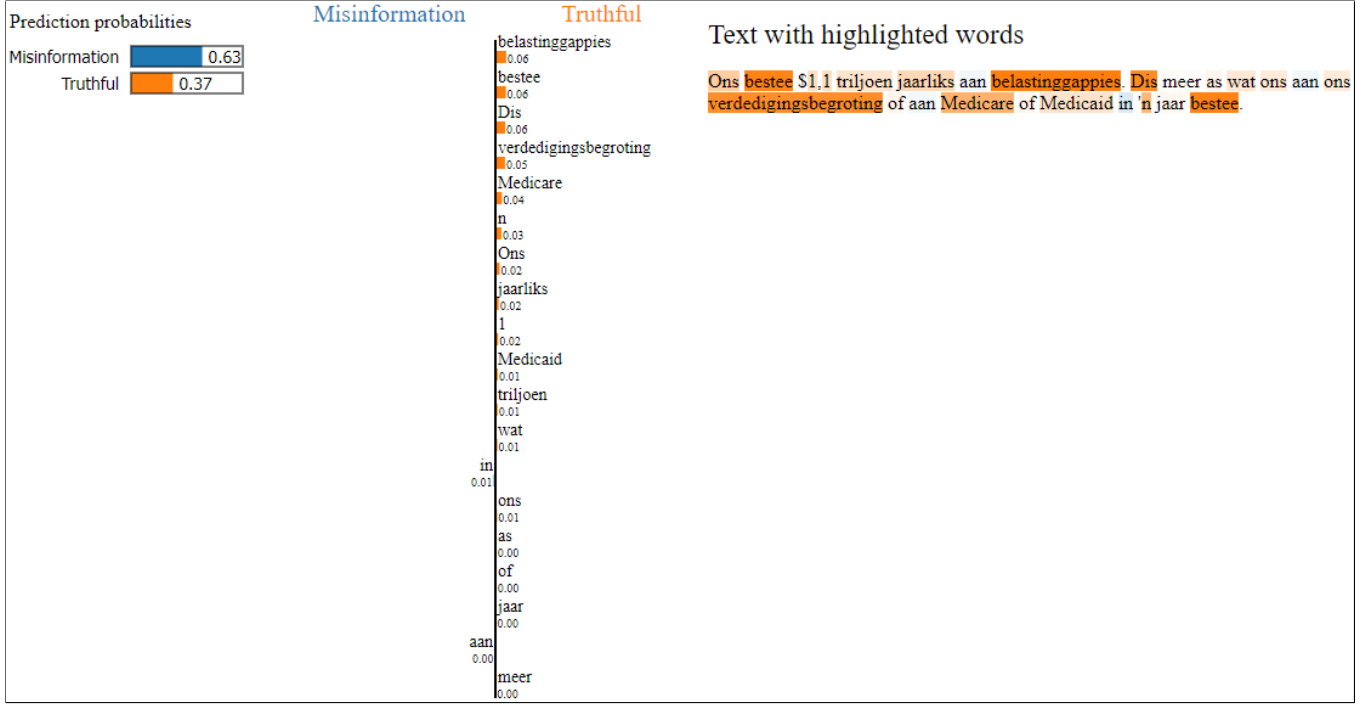 Prediction probabilities
Misinformation 0.63
Truthful 0.37
Misinformation Truthful
belastinggappies
0.06
bestee
0.06
Dis
0.06
verdedigingsbegroting
0.05
Medicare
0.04
n
0.03
Ons
0.02
jaarliks
0.02
1
0.02
Medicaid
0.01
triljoen
0.01
wat
0.01
in
0.01
ons
0.01
as
0.00
of
0.00
jaar
0.00
aan
0.00
meer
0.00
Text with highlighted words
Ons bestee $1,1 triljoen jaarliks aan belastinggappies. Dis meer as wat ons aan ons
verdedigingsbegroting of aan Medicare of Medicaid in 'n jaar bestee.